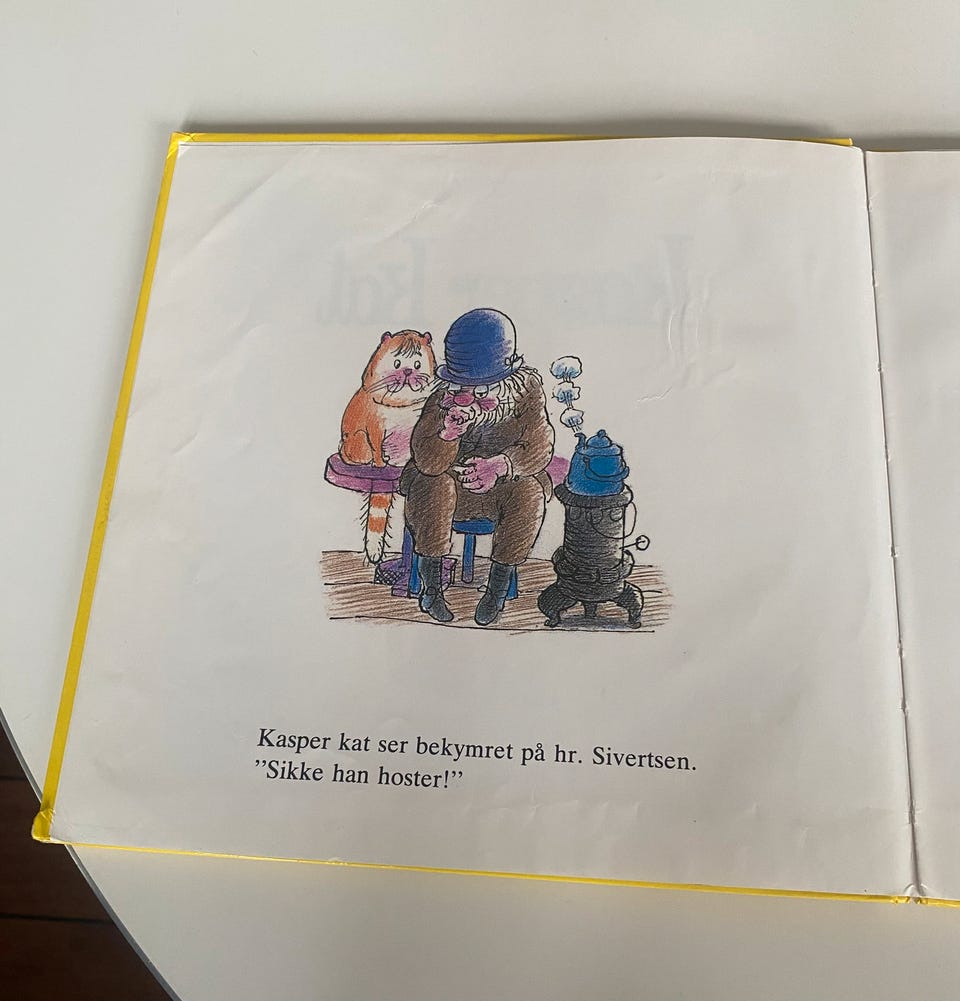 Kasper kat ser bekymret på hr. Sivertsen.
”Sikke han hoster!”